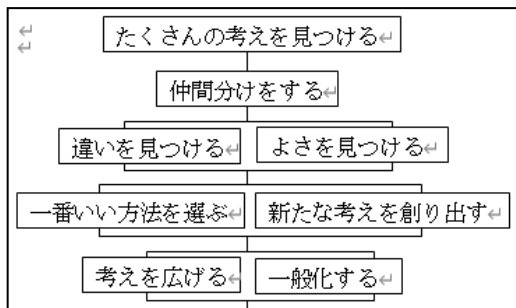 たくさんの考えを見つける
仲間分けをする
違いを見つける よさを見つける
一番いい方法を選ぶ 新たな考えを創り出す
考えを広げる 一般化する